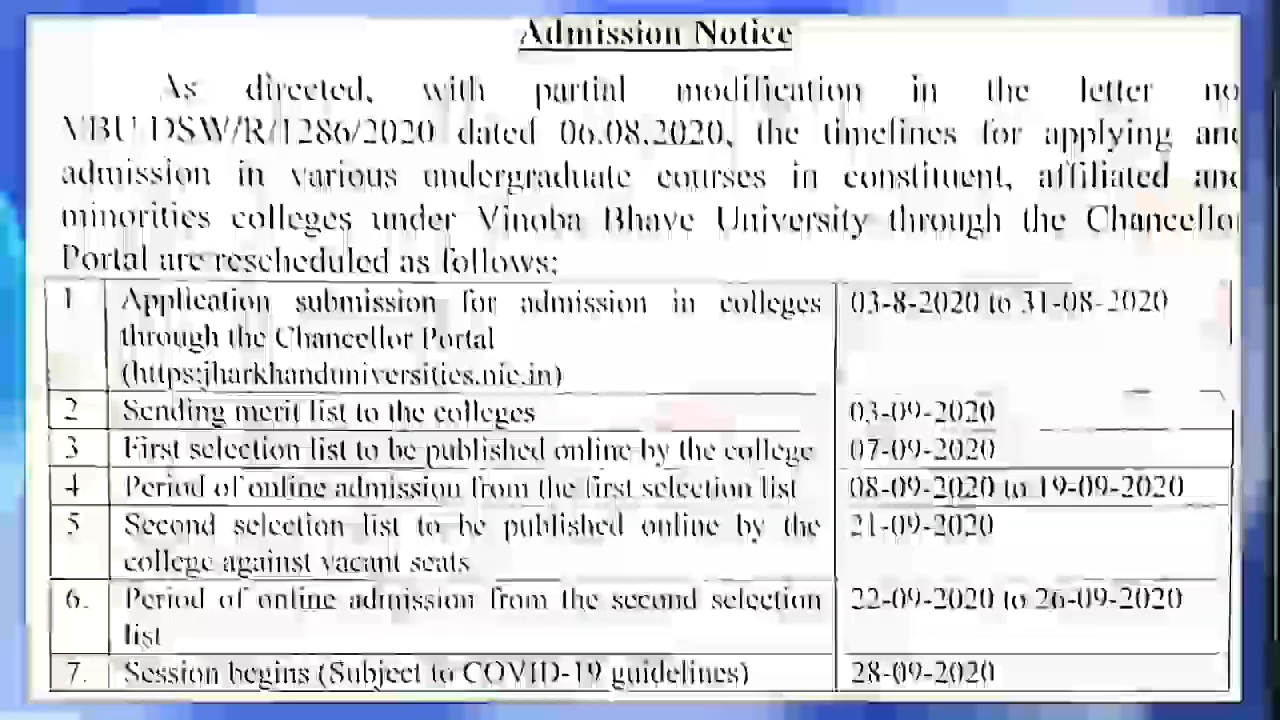 Admission Notice
As directed, with partial modification in the letter no
VBU/DSW/R/1286/2020 dated 06.08.2020, the timelines for applying and
admission in various undergraduate courses in constituent, affiliated and
minorities colleges under Vinoba Bhave University through the Chancellor
Portal are rescheduled as follows:
1 Application submission for admission in colleges 03-8-2020 to 31-08-2020
through the Chancellor Portal
(https:jharkhanduniversities.nic.in)
2 Sending merit list to the colleges 03-09-2020
3 First selection list to be published online by the college 07-09-2020
4 Period of online admission from the first selection list 08-09-2020 to 19-09-2020
5 Second selection list to be published online by the 21-09-2020
college against vacant seats
6. Period of online admission from the second selection 22-09-2020 to 26-09-2020
list
7. Session begins (Subject to COVID-19 guidelines) 28-09-2020